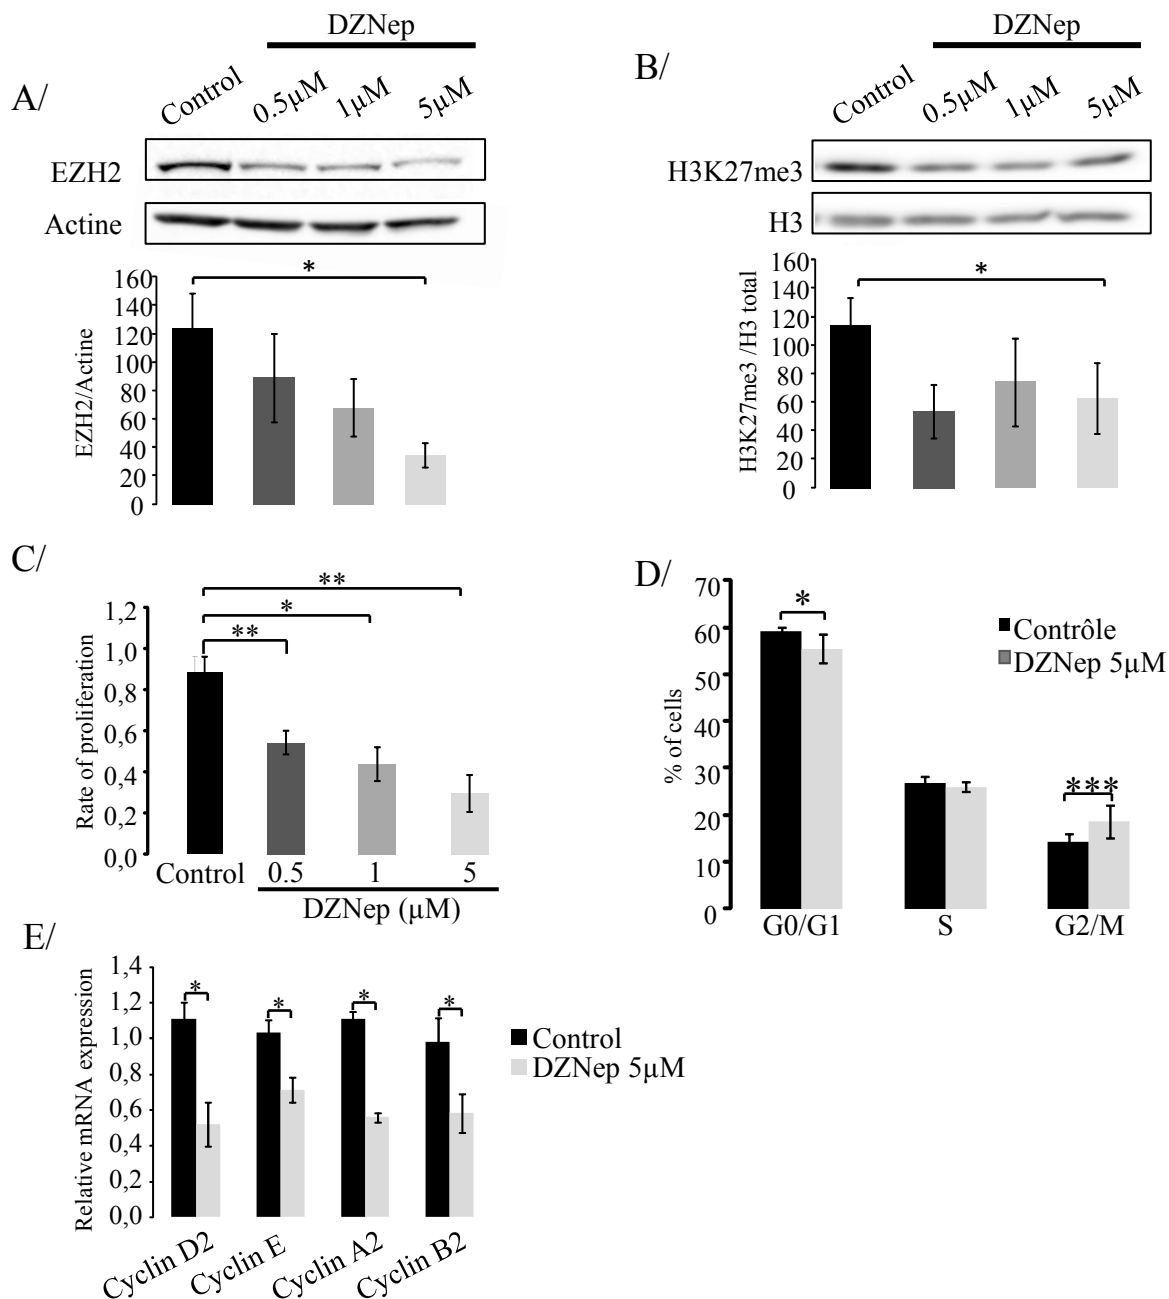 A/
DZNep
Control 0.5µM 1µM 5µM
EZH2
Actine
*
EZH2/Actine
160
140
120
100
80
60
40
20
0
B/
DZNep
Control 0.5µM 1µM 5µM
H3K27me3
H3
*
H3K27me3 /H3 total
160
140
120
100
80
60
40
20
0
C/
**
*
**
Rate of proliferation
1,2
1,0
0,8
0,6
0,4
0,2
0,0
Control 0.5 1 5
DZNep (µM)
D/
% of cells
70
60
50
40
30
20
10
0
*
***
Contrôle
DZNep 5µM
G0/G1 S G2/M
E/
Relative mRNA expression
1,4
1,2
1,0
0,8
0,6
0,4
0,2
0,0
* * * *
Control
DZNep 5µM
Cyclin D2 Cyclin E Cyclin A2 Cyclin B2